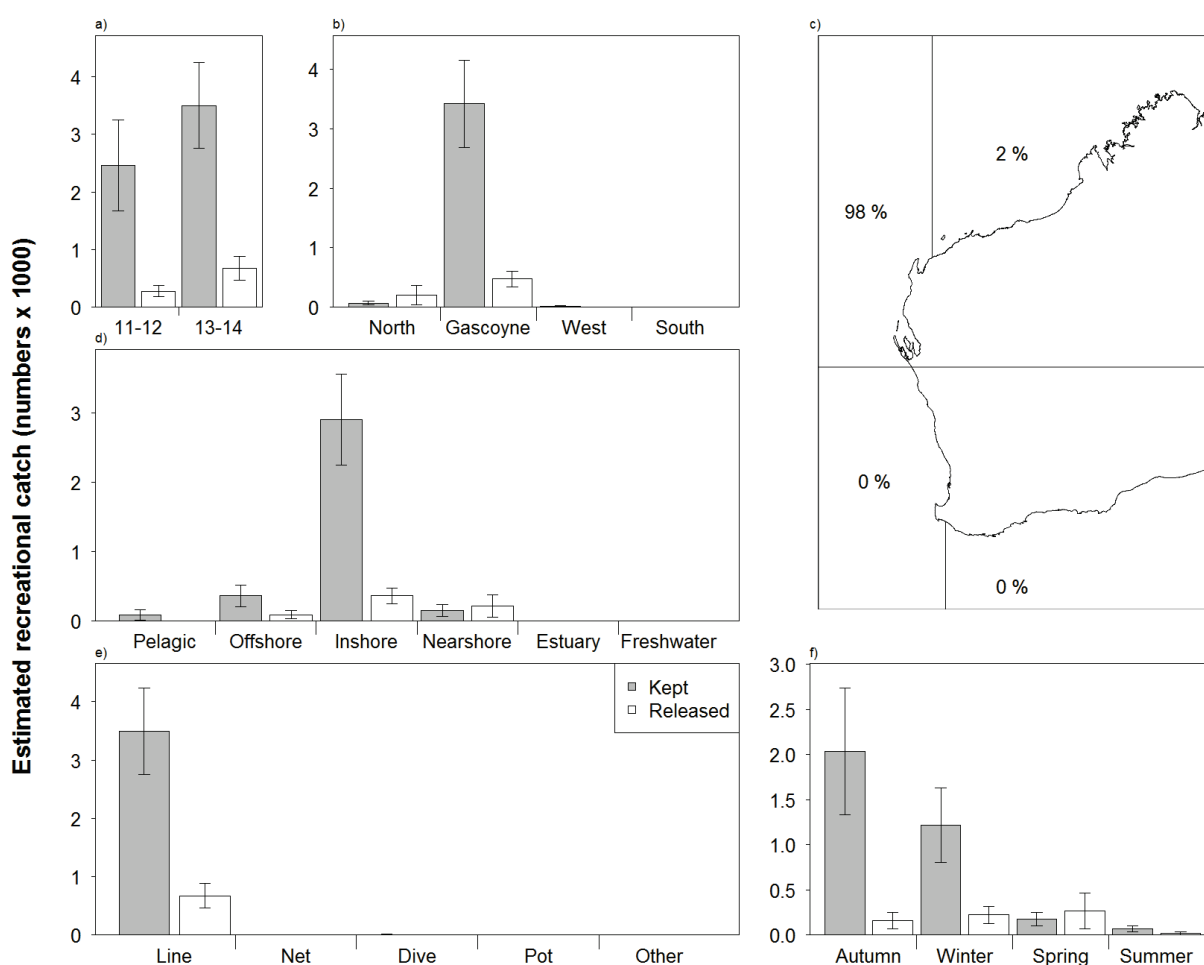 Estimated recreational catch (numbers x 1000)
a)
4
3
2
1
0
11-12
13-14
b)
4
3
2
1
0
North
Gascoyne
West
South
c)
2 %
98 %
0 %
0 %
d)
3
2
1
0
Pelagic
Offshore
Inshore
Nearshore
Estuary
Freshwater
e)
4
3
2
1
0
Line
Net
Dive
Pot
Other
Kept
Released
f)
3.0
2.5
2.0
1.5
1.0
0.5
0.0
Autumn
Winter
Spring
Summer